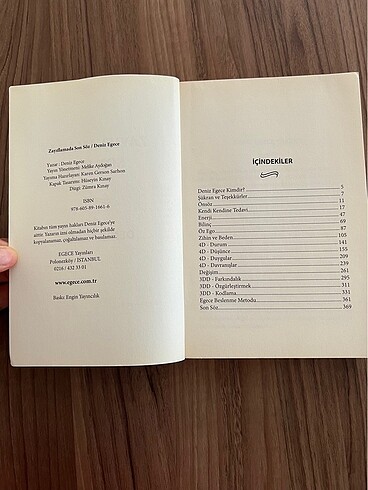 Zayıflamada Son Söz / Deniz Egece
Yazar : Deniz Egece
Yayın Yönetmeni: Melike Aydoğan
Yayıma Hazırlayan: Karen Gerson Şarhon
Kapak Tasarımı: Hüseyin Kınay
Dizgi: Zümra Kınay
ISBN
978-605-89-1661-6
Kitabın tüm yayın hakları Deniz Egece'ye
aittir. Yazarın izni olmadan hiçbir şekilde
kopyalanamaz, çoğaltılamaz ve basılamaz.
EGECE Yayınları
Polonezköy / İSTANBUL
0216 / 432 33 01
www.egece.com.tr
Baskı: Engin Yayıncılık
İÇİNDEKİLER
Deniz Egece Kimdir? 5
Şükran ve Teşekkürler 7
Önsöz 11
Kendi Kendine Tedavi 17
Enerji 47
Bilinç 69
Öz Ego 87
Zihin ve Beden 105
4D - Durum 141
4D - Düşünce 155
4D - Duygular 209
4D - Davranışlar 239
Değişim 261
3DD - Farkındalık 295
3DD - Özgürleştirmek 311
3DD - Kodlama 331
Egece Beslenme Metodu 361
Son Söz 369